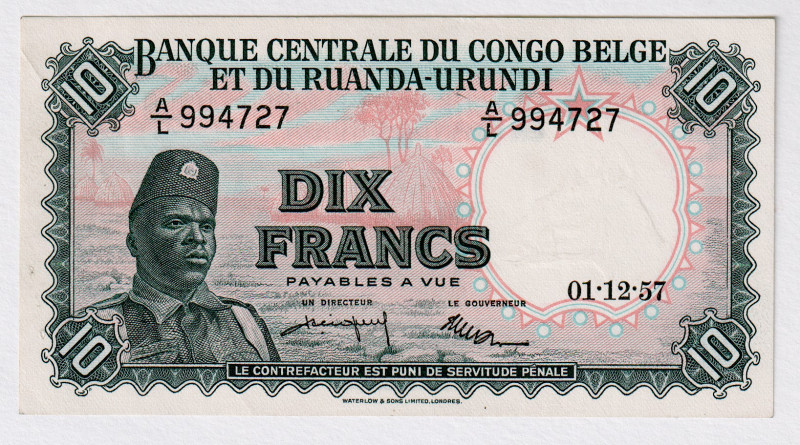 10 BANQUE CENTRALE DU CONGO BELGE 10
ET DU RUANDA-URUNDI
A/L 994727 A/L 994727
DIX
FRANCS
PAYABLES A VUE
01·12·57
UN DIRECTEUR LE GOUVERNEUR
10 10
LE CONTREFACTEUR EST PUNI DE SERVITUDE PÉNALE
WATERLOW & SONS LIMITED, LONDRES.